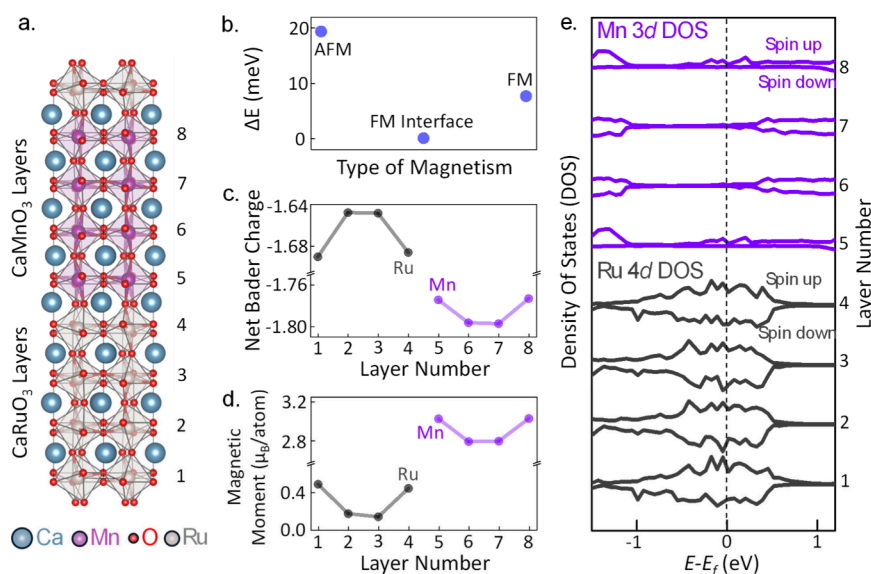 a.
CaMnO₃ Layers
CaRuO₃ Layers
8
7
6
5
4
3
2
1
Ca Mn O Ru
b.
ΔE (meV)
20
10
0
AFM
FM Interface
FM
Type of Magnetism
c.
Net Bader Charge
-1.64
-1.68
-1.76
-1.80
Ru
Mn
1 2 3 4 5 6 7 8
Layer Number
d.
Magnetic
Moment (μB/atom)
3.2
2.8
0.4
0.0
Mn
Ru
1 2 3 4 5 6 7 8
Layer Number
e.
Mn 3d DOS
Spin up
Spin down
Ru 4d DOS
Spin up
Spin down
Density Of States (DOS)
8
7
6
5
4
3
2
1
Layer Number
-1 0 1
E-Ef (eV)